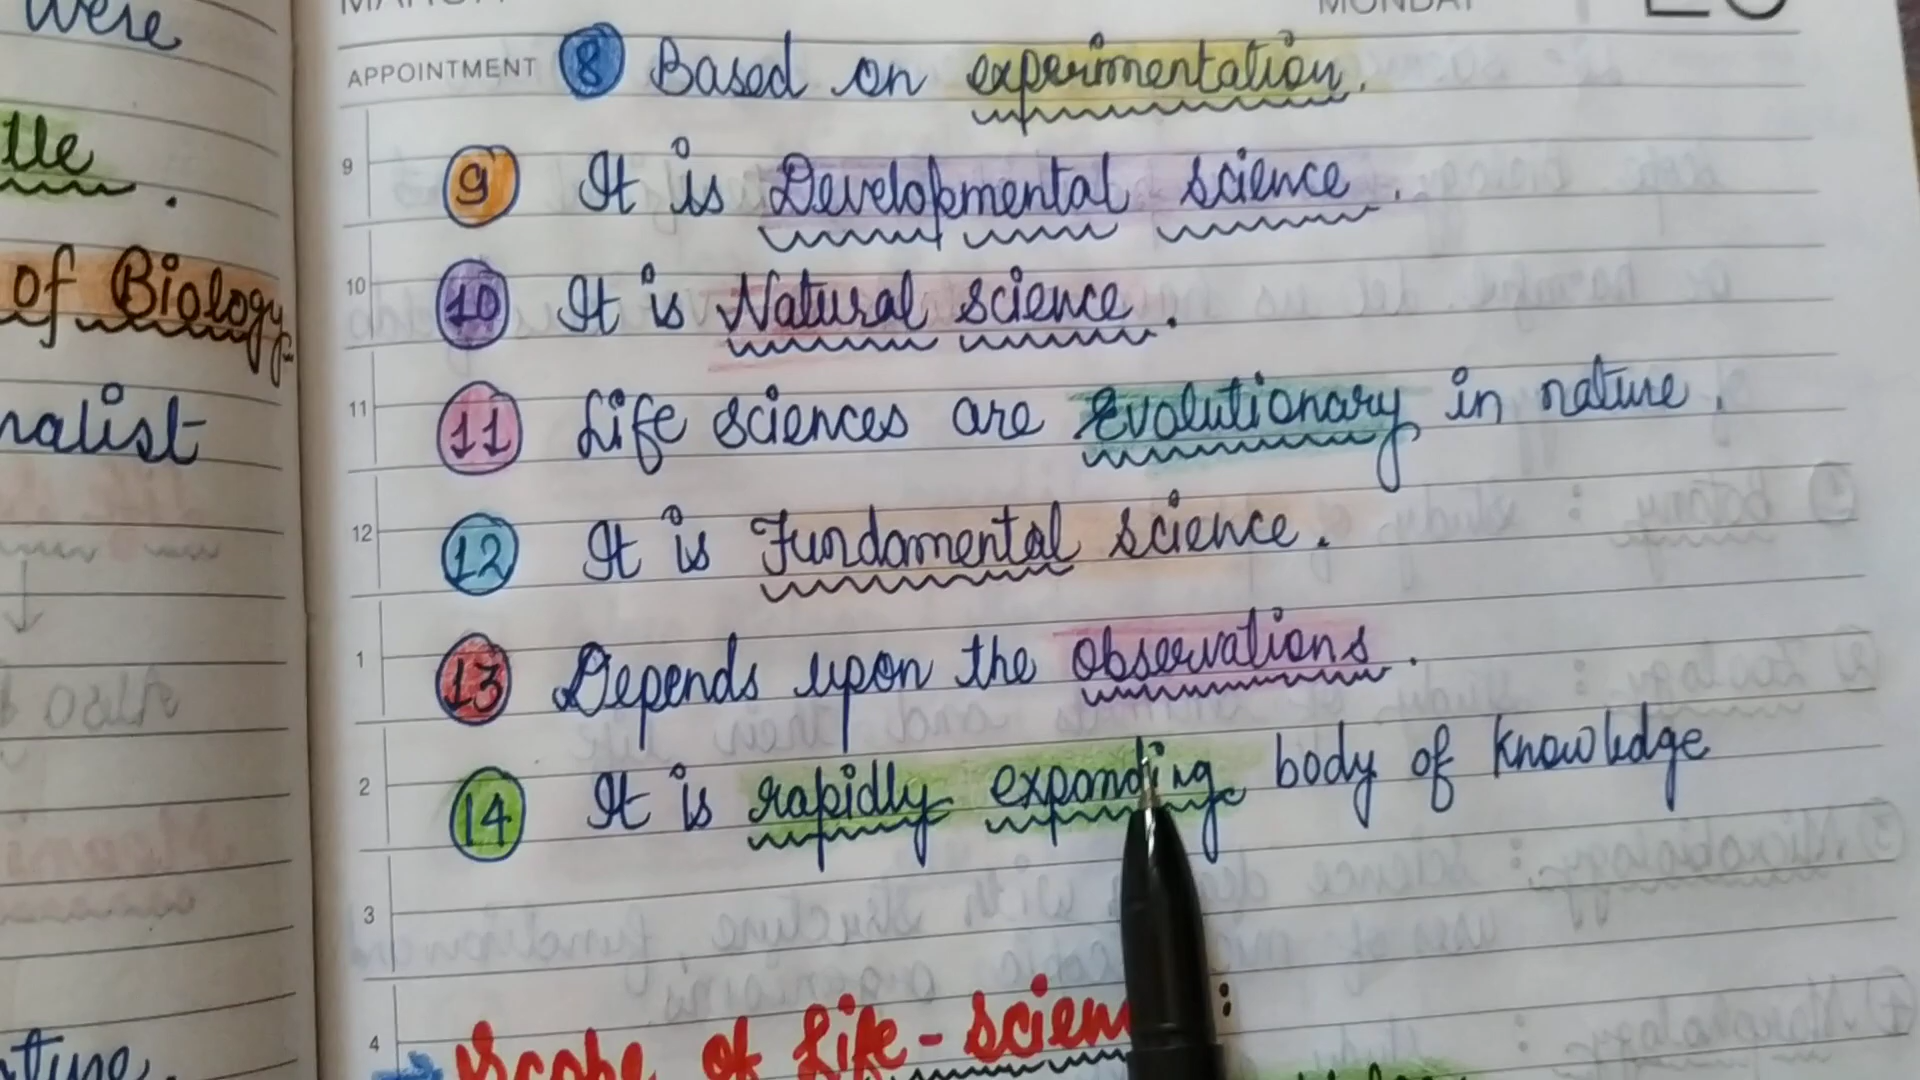 were
lle.
of Biology
nalist
APPOINTMENT 8 Based on experimentation.
9 9 It is Developmental science.
10 10 It is Natural science.
11 11 Life sciences are Evolutionary in nature.
12 12 It is Fundamental science.
1 13 Depends upon the observations.
2 14 It is rapidly expanding body of knowledge
3
4 Scope of Life-Scien :